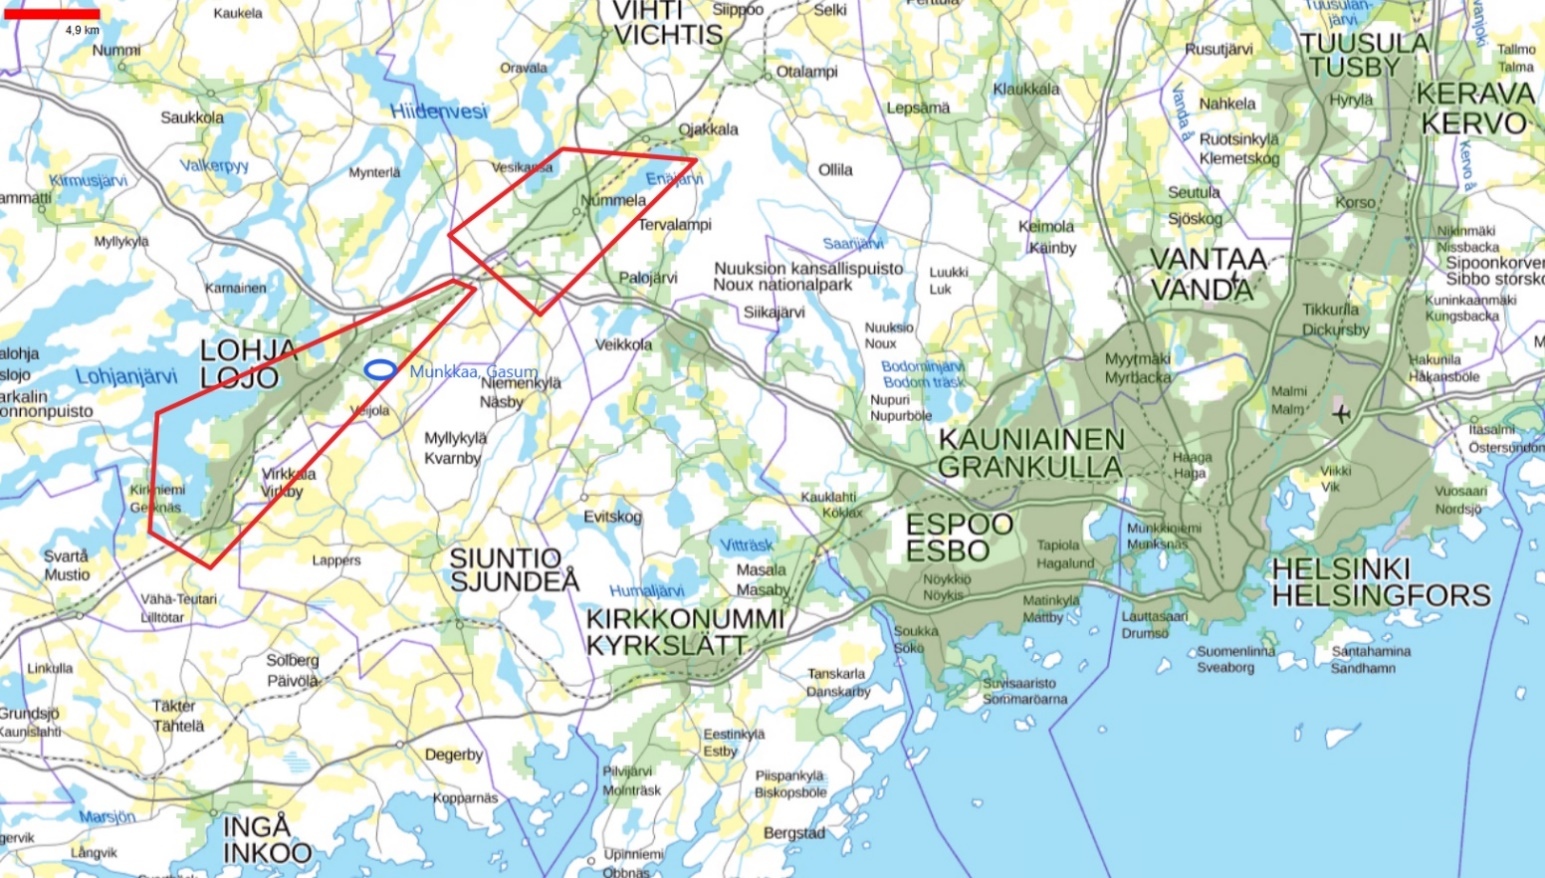 VIHTI
VICHTIS
Siippoo
Selki
Perttula
Tuusulan-
järvi
Kaukela
4,9 km
Nummi
Oravala
Otalampi
Rusutjärvi
TUUSULA
TUSBY
Tallmo
Talma
Saukkola
Hiidenvesi
Lepsämä
Klaukkala
Vanda å
Nahkela
Hyrylä
KERAVA
KERVO
Ojakkala
Ruotsinkylä
Klemetskog
Kervo å
Kirmusjärvi
Valkerpyy
Mynterlä
Vesikansa
Enäjärvi
Ollila
Nummela
Seutula
Sjöskog
Korso
Myllykylä
Tervalampi
Keimola
Käinby
Saanjärvi
Nikinmäki
Nissbacka
Karnainen
Palojärvi
Nuuksion kansallispuisto
Noux nationalpark
Luukki
Luk
VANTAA
VANDA
Siikajärvi
Tikkurila
Dickursby
Kuninkaanmäki
Kungsbacka
LOHJA
LOJO
Veikkola
Nuuksio
Noux
Lohjanjärvi
Munkkaa, Gasum
Niemenkylä
Näsby
Bodominjärvi
Bodom träsk
Myyrmäki
Myrbacka
Hakunila
Håkansböle
Veijola
Nupuri
Nupurböle
Malmi
Malm
Myllykylä
Kvarnby
KAUNIAINEN
GRANKULLA
Itäsalmi
Östersundom
Virkkala
Virkby
Haaga
Haga
Viikki
Vik
Kirkniemi
Gerknäs
Kauklahti
Köklax
Vuosaari
Nordsjö
Evitskog
ESPOO
ESBO
Munkkiniemi
Munksnäs
Svartå
Mustio
Lappers
SIUNTIO
SJUNDEÅ
Vitträsk
Tapiola
Hagalund
Masala
Masaby
Humaljärvi
Nöykkiö
Nöykis
HELSINKI
HELSINGFORS
Vähä-Teutari
Lilltötar
KIRKKONUMMI
KYRKSLÄTT
Matinkylä
Mattby
Lauttasaari
Drumsö
Soukka
Sökö
Linkulla
Solberg
Päivölä
Suomenlinna
Sveaborg
Santahamina
Sandhamn
Tanskarla
Danskarby
Suvisaaristo
Sommaröarna
Täkter
Tähtelä
Degerby
Eestinkylä
Estby
Pilvijärvi
Molnträsk
Piispankylä
Biskopsböle
Kopparnäs
Marsjön
INGÅ
INKOO
Bergstad
Långvik
Upinniemi
Obbnäs